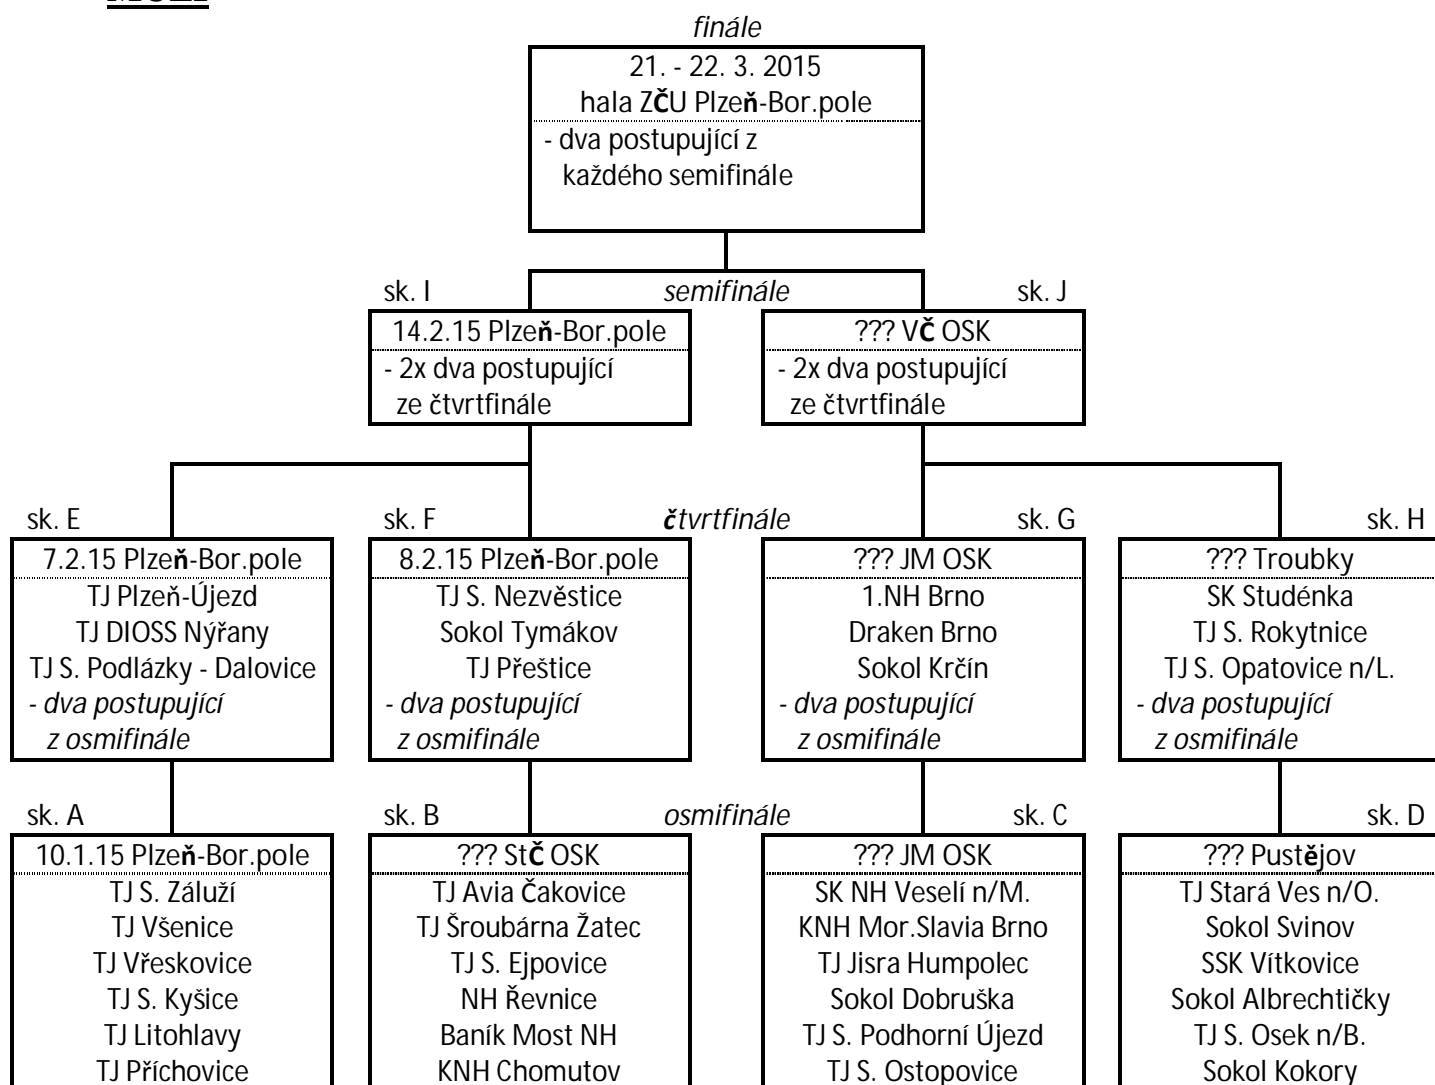 MUŽI
finále
21. - 22. 3. 2015
hala ZČU Plzeň-Bor.pole
- dva postupující z
každého semifinále
sk. I
semifinále
sk. J
14.2.15 Plzeň-Bor.pole
- 2x dva postupující
ze čtvrtfinále
??? VČ OSK
- 2x dva postupující
ze čtvrtfinále
sk. E
sk. F
čtvrtfinále
sk. G
sk. H
7.2.15 Plzeň-Bor.pole
TJ Plzeň-Újezd
TJ DIOSS Nýřany
TJ S. Podlázky - Dalovice
- dva postupující
z osmifinále
8.2.15 Plzeň-Bor.pole
TJ S. Nezvěstice
Sokol Tymákov
TJ Přeštice
- dva postupující
z osmifinále
??? JM OSK
1.NH Brno
Draken Brno
Sokol Krčín
- dva postupující
z osmifinále
??? Troubky
SK Studénka
TJ S. Rokytnice
TJ S. Opatovice n/L.
- dva postupující
z osmifinále
sk. A
sk. B
osmifinále
sk. C
sk. D
10.1.15 Plzeň-Bor.pole
TJ S. Záluží
TJ Všenice
TJ Vřeskovice
TJ S. Kyšice
TJ Litohlavy
TJ Příchovice
??? StČ OSK
TJ Avia Čakovice
TJ Šroubárna Žatec
TJ S. Ejpovice
NH Řevnice
Baník Most NH
KNH Chomutov
??? JM OSK
SK NH Veselí n/M.
KNH Mor.Slavia Brno
TJ Jisra Humpolec
Sokol Dobruška
TJ S. Podhorní Újezd
TJ S. Ostopovice
??? Pustějov
TJ Stará Ves n/O.
Sokol Svinov
SSK Vítkovice
Sokol Albrechtičky
TJ S. Osek n/B.
Sokol Kokory